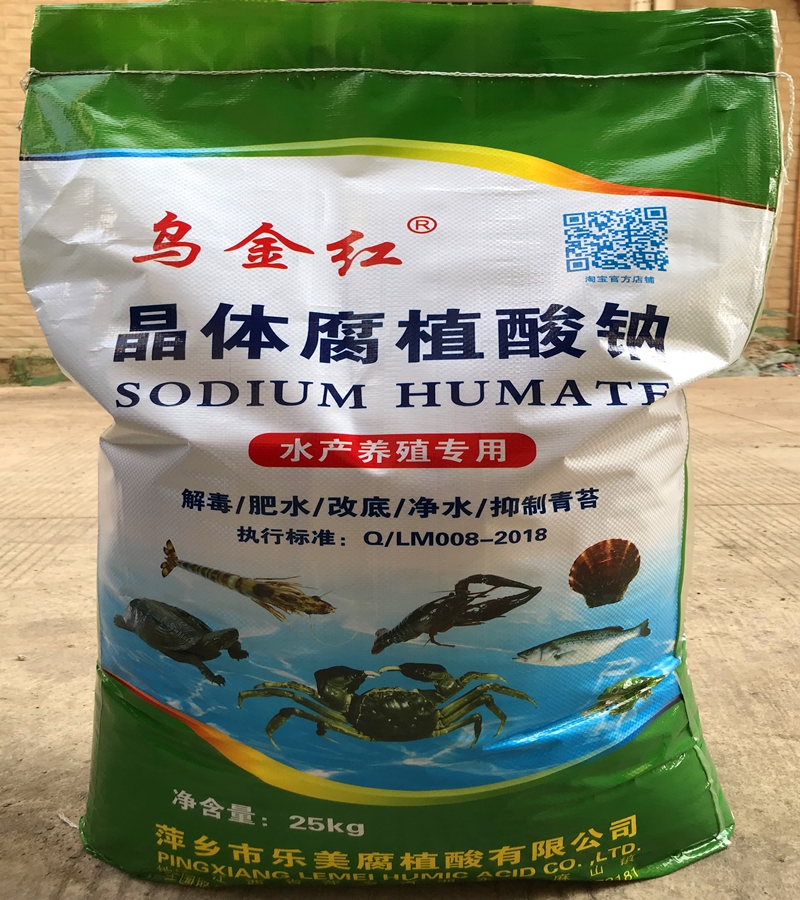 乌金红®
淘宝官方店铺
晶体腐植酸钠
SODIUM HUMATE
水产养殖专用
解毒/肥水/改底/净水/抑制青苔
执行标准：Q/LM008-2018
净含量：25kg
萍乡市乐美腐植酸有限公司
PINGXIANG LEMEI HUMIC ACID CO. ,LTD.